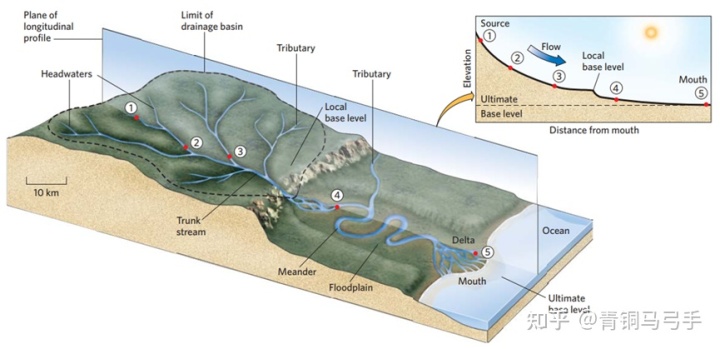 Plane of
longitudinal
profile
Limit of
drainage basin
Tributary
Tributary
Headwaters
Local
base level
①
②
③
④
⑤
10 km
Trunk
stream
Meander
Floodplain
Delta
Mouth
Ocean
Ultimate
base level
Source
①
②
③
④
⑤
Flow
Local
base level
Mouth
Elevation
Ultimate
Base level
Distance from mouth
知乎 @青铜马弓手